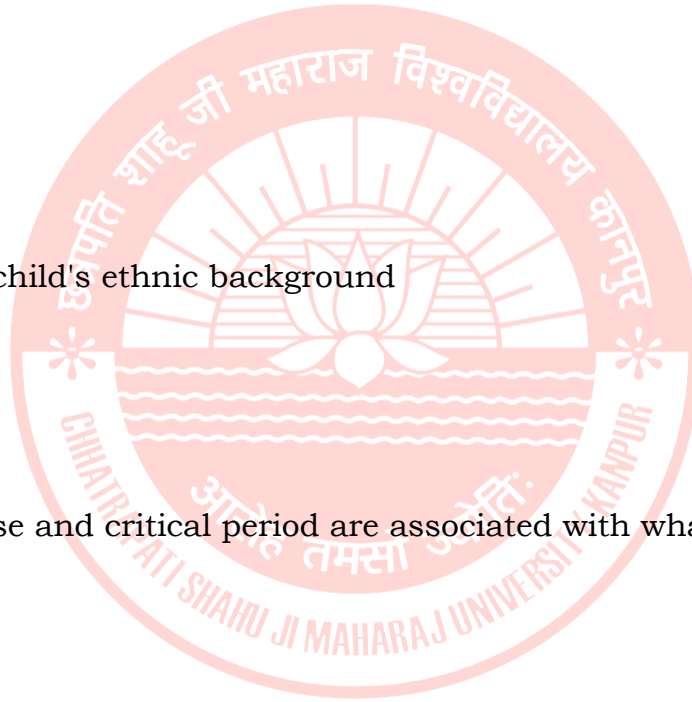 छत्रपति शाहू जी महाराज विश्वविद्यालय कानपुर
child's ethnic background
se and critical period are associated with wha
आरोह तमसो ज्योतिः
CHHATRAPATI SHAHU JI MAHARAJ UNIVERSITY KANPUR